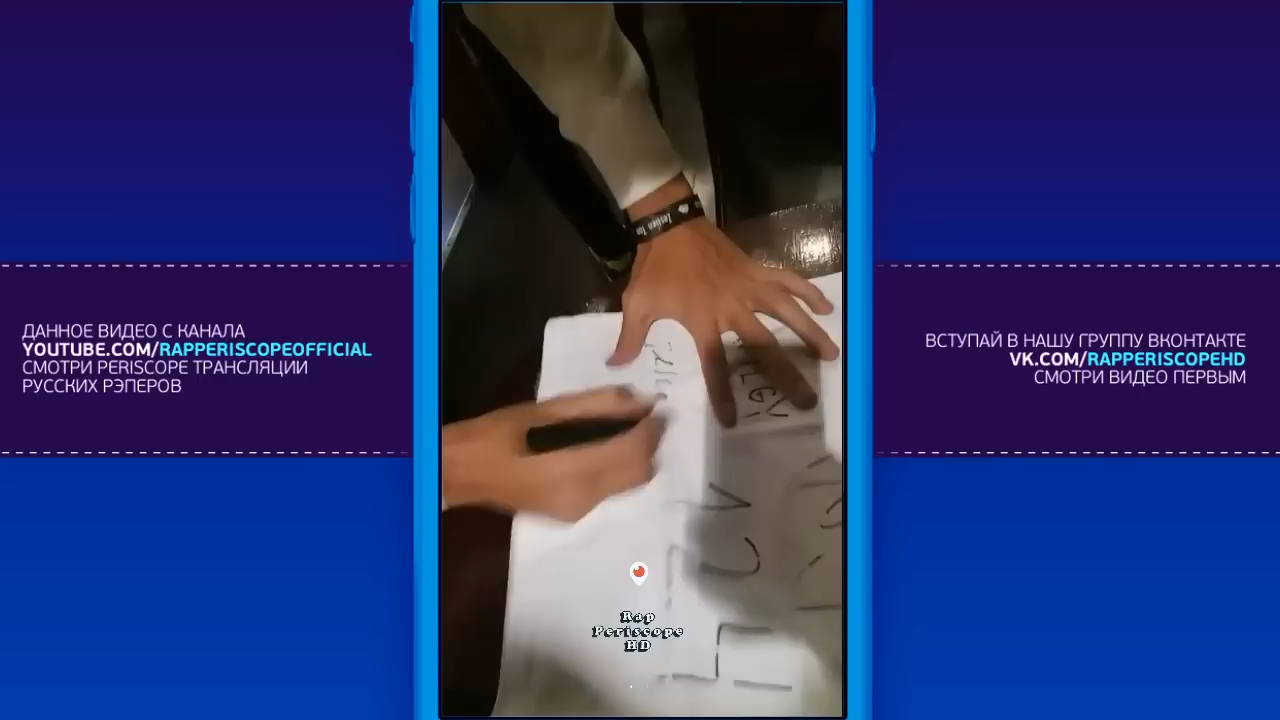 ДАННОЕ ВИДЕО С КАНАЛА
YOUTUBE.COM/RAPPERISCOPEOFFICIAL
СМОТРИ PERISCOPE ТРАНСЛЯЦИИ
РУССКИХ РЭПЕРОВ
ВСТУПАЙ В НАШУ ГРУППУ ВКОНТАКТЕ
VK.COM/RAPPERISCOPEHD
СМОТРИ ВИДЕО ПЕРВЫМ
Rap
Periscope
HD